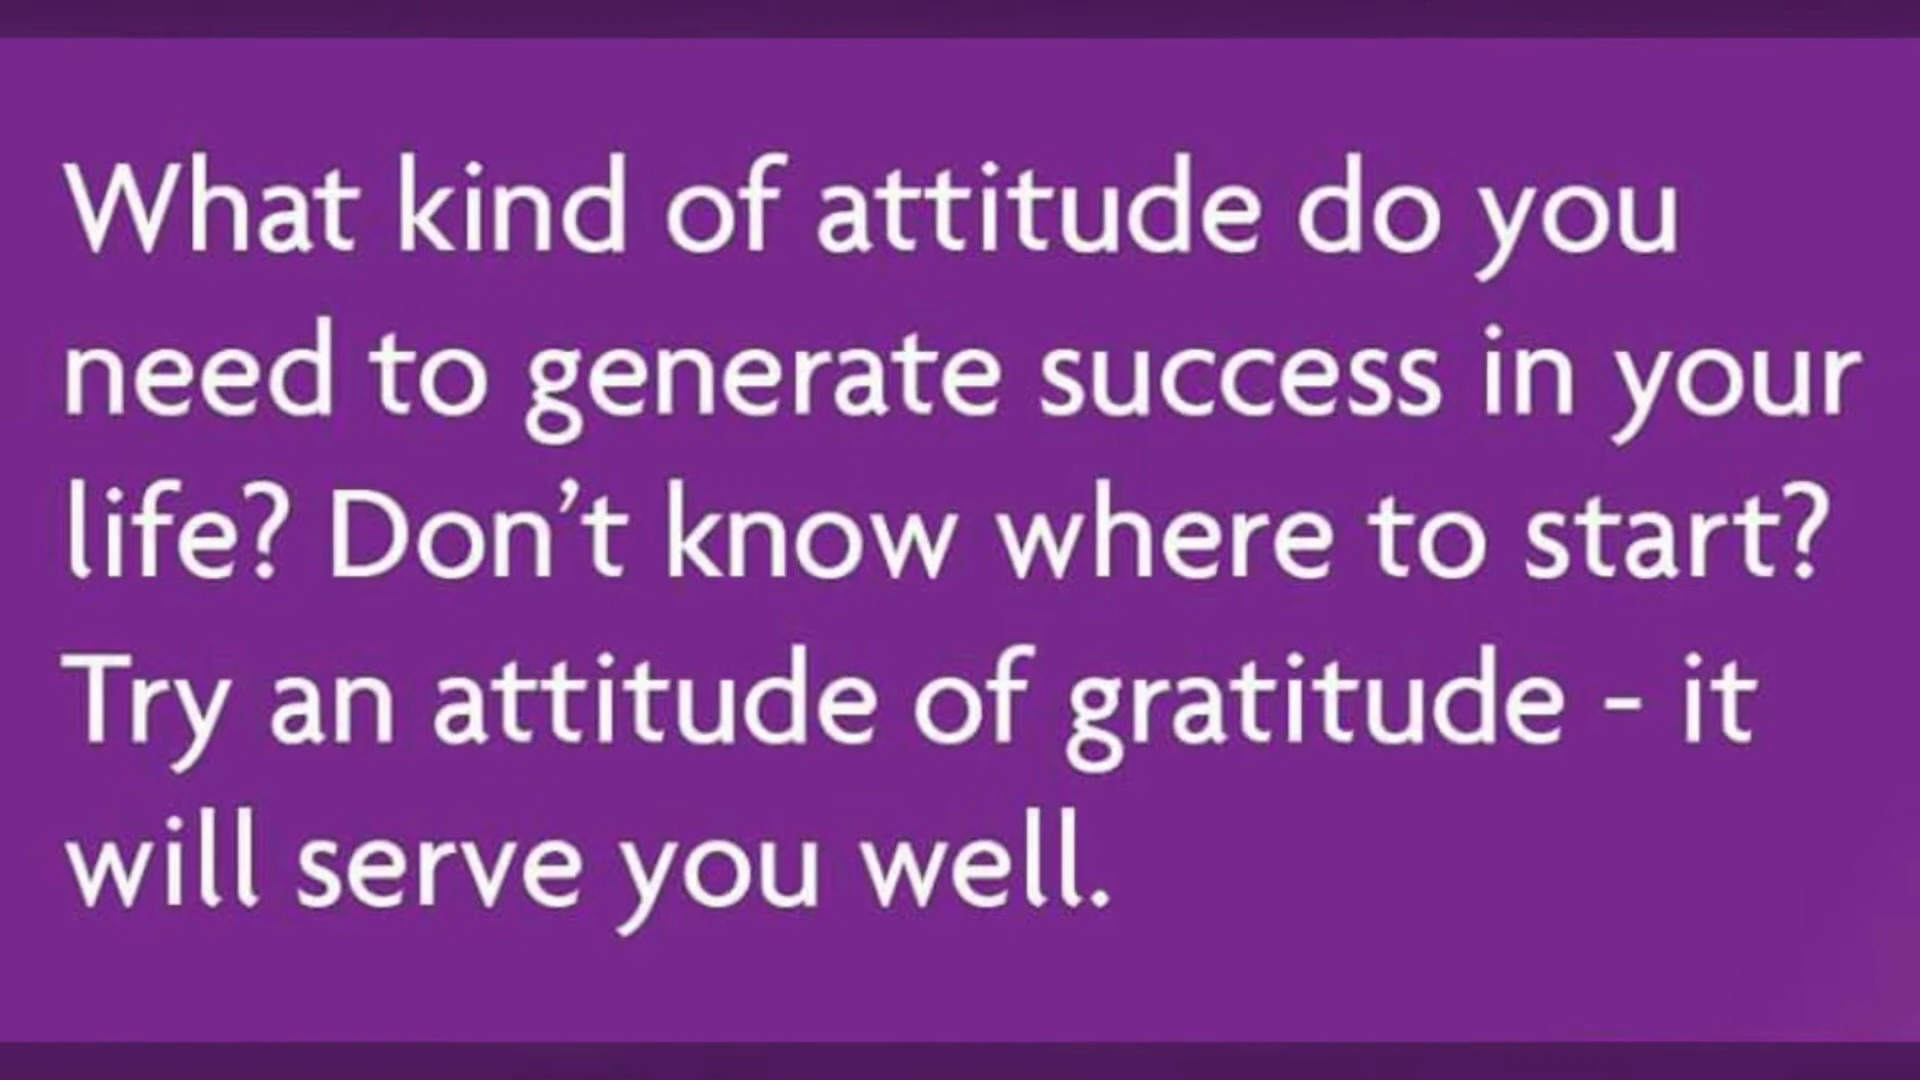 What kind of attitude do you
need to generate success in your
life? Don’t know where to start?
Try an attitude of gratitude - it
will serve you well.